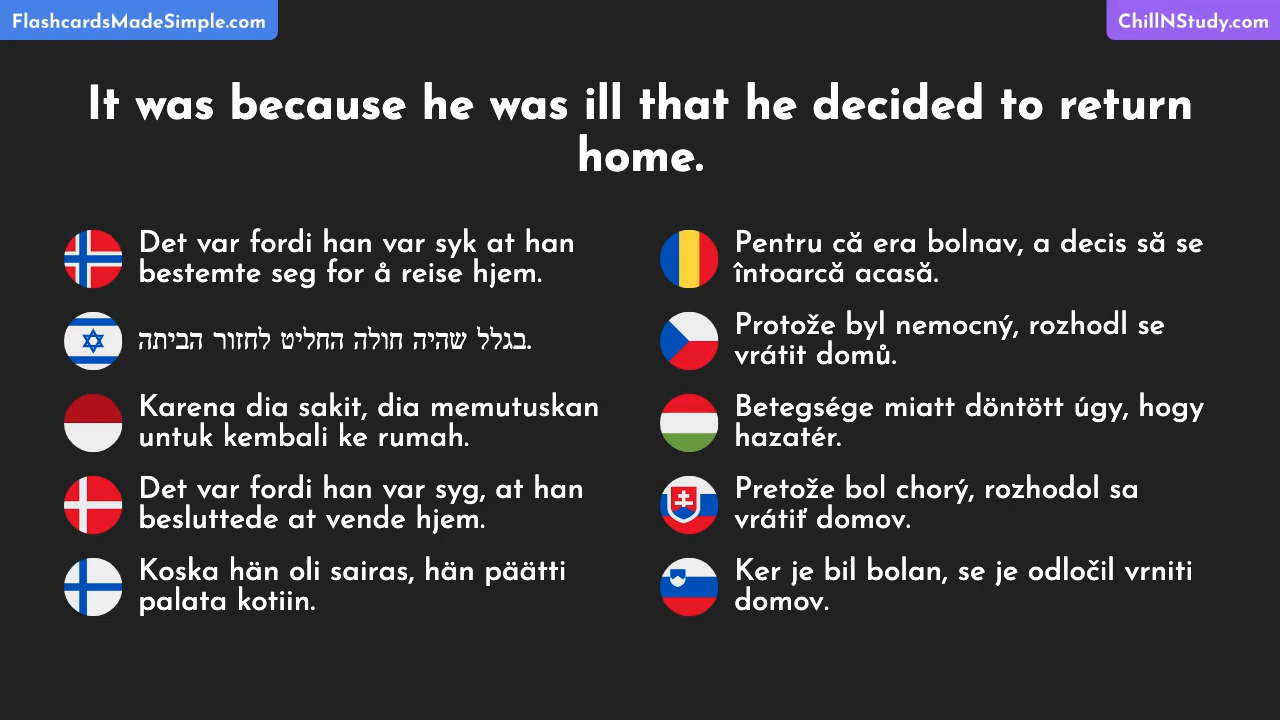 FlashcardsMadeSimple.com
ChillNStudy.com
It was because he was ill that he decided to return
home.
Det var fordi han var syk at han
bestemte seg for å reise hjem.
בגלל שהיה חולה החליט לחזור הביתה.
Karena dia sakit, dia memutuskan
untuk kembali ke rumah.
Det var fordi han var syg, at han
besluttede at vende hjem.
Koska hän oli sairas, hän päätti
palata kotiin.
Pentru că era bolnav, a decis să se
întoarcă acasă.
Protože byl nemocný, rozhodl se
vrátit domů.
Betegsége miatt döntött úgy, hogy
hazatér.
Pretože bol chorý, rozhodol sa
vrátiť domov.
Ker je bil bolan, se je odločil vrniti
domov.